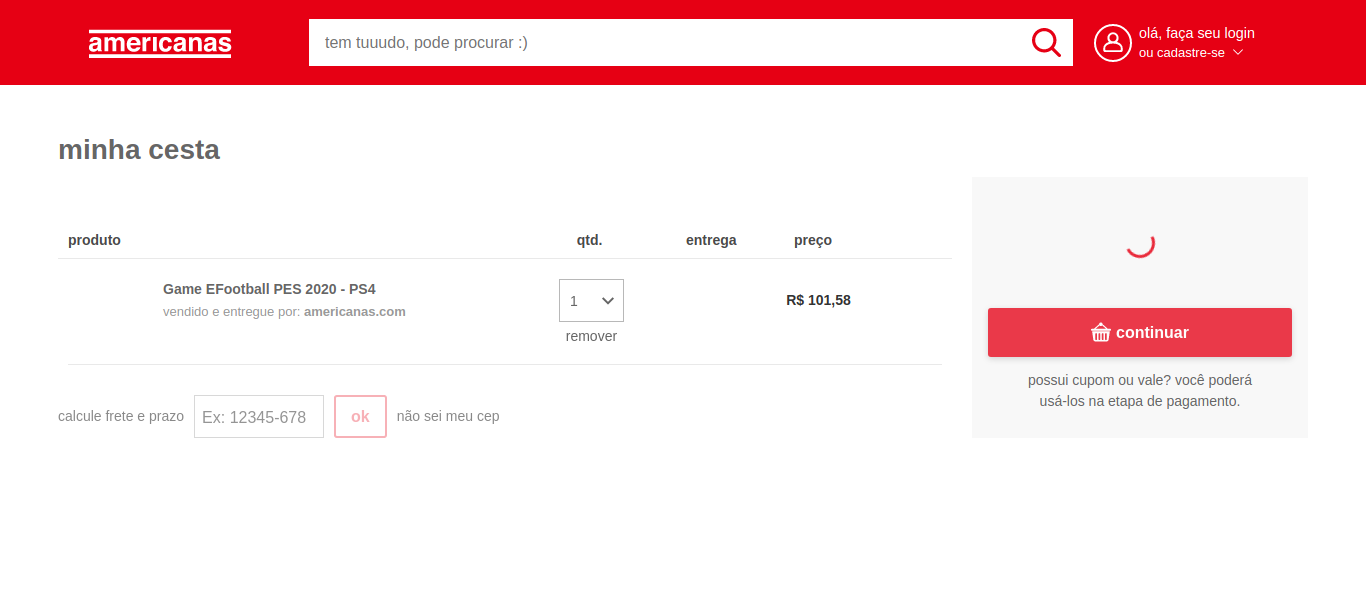 americanas
tem tuuudo, pode procurar :)
olá, faça seu login
ou cadastre-se
minha cesta
produto qtd. entrega preço
Game EFootball PES 2020 - PS4
vendido e entregue por: americanas.com
1
remover
R$ 101,58
calcule frete e prazo Ex: 12345-678 ok não sei meu cep
continuar
possui cupom ou vale? você poderá
usá-los na etapa de pagamento.